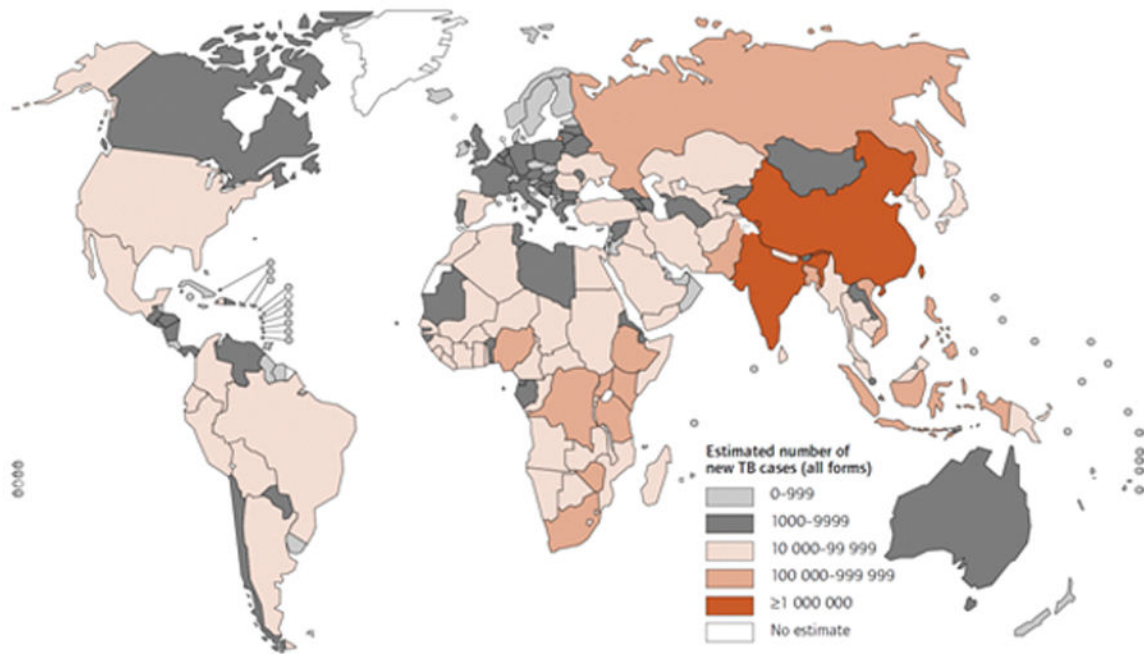 Estimated number of
new TB cases (all forms)
0–999
1000–9999
10 000–99 999
100 000–999 999
≥1 000 000
No estimate